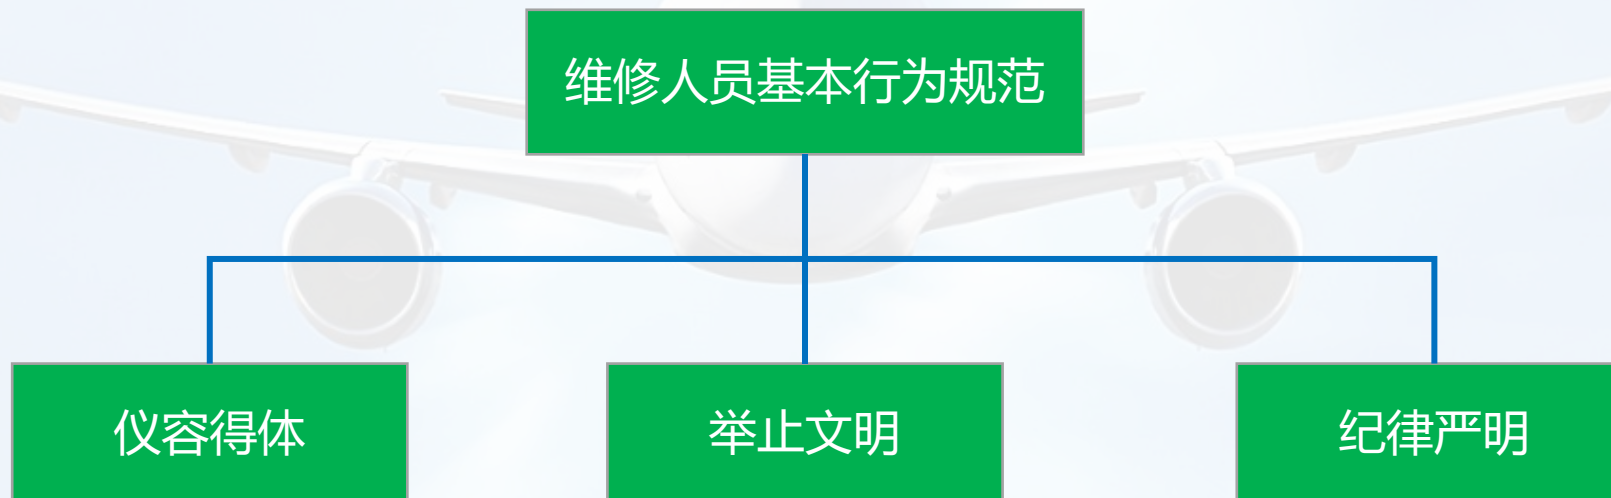 维修人员基本行为规范
仪容得体
举止文明
纪律严明